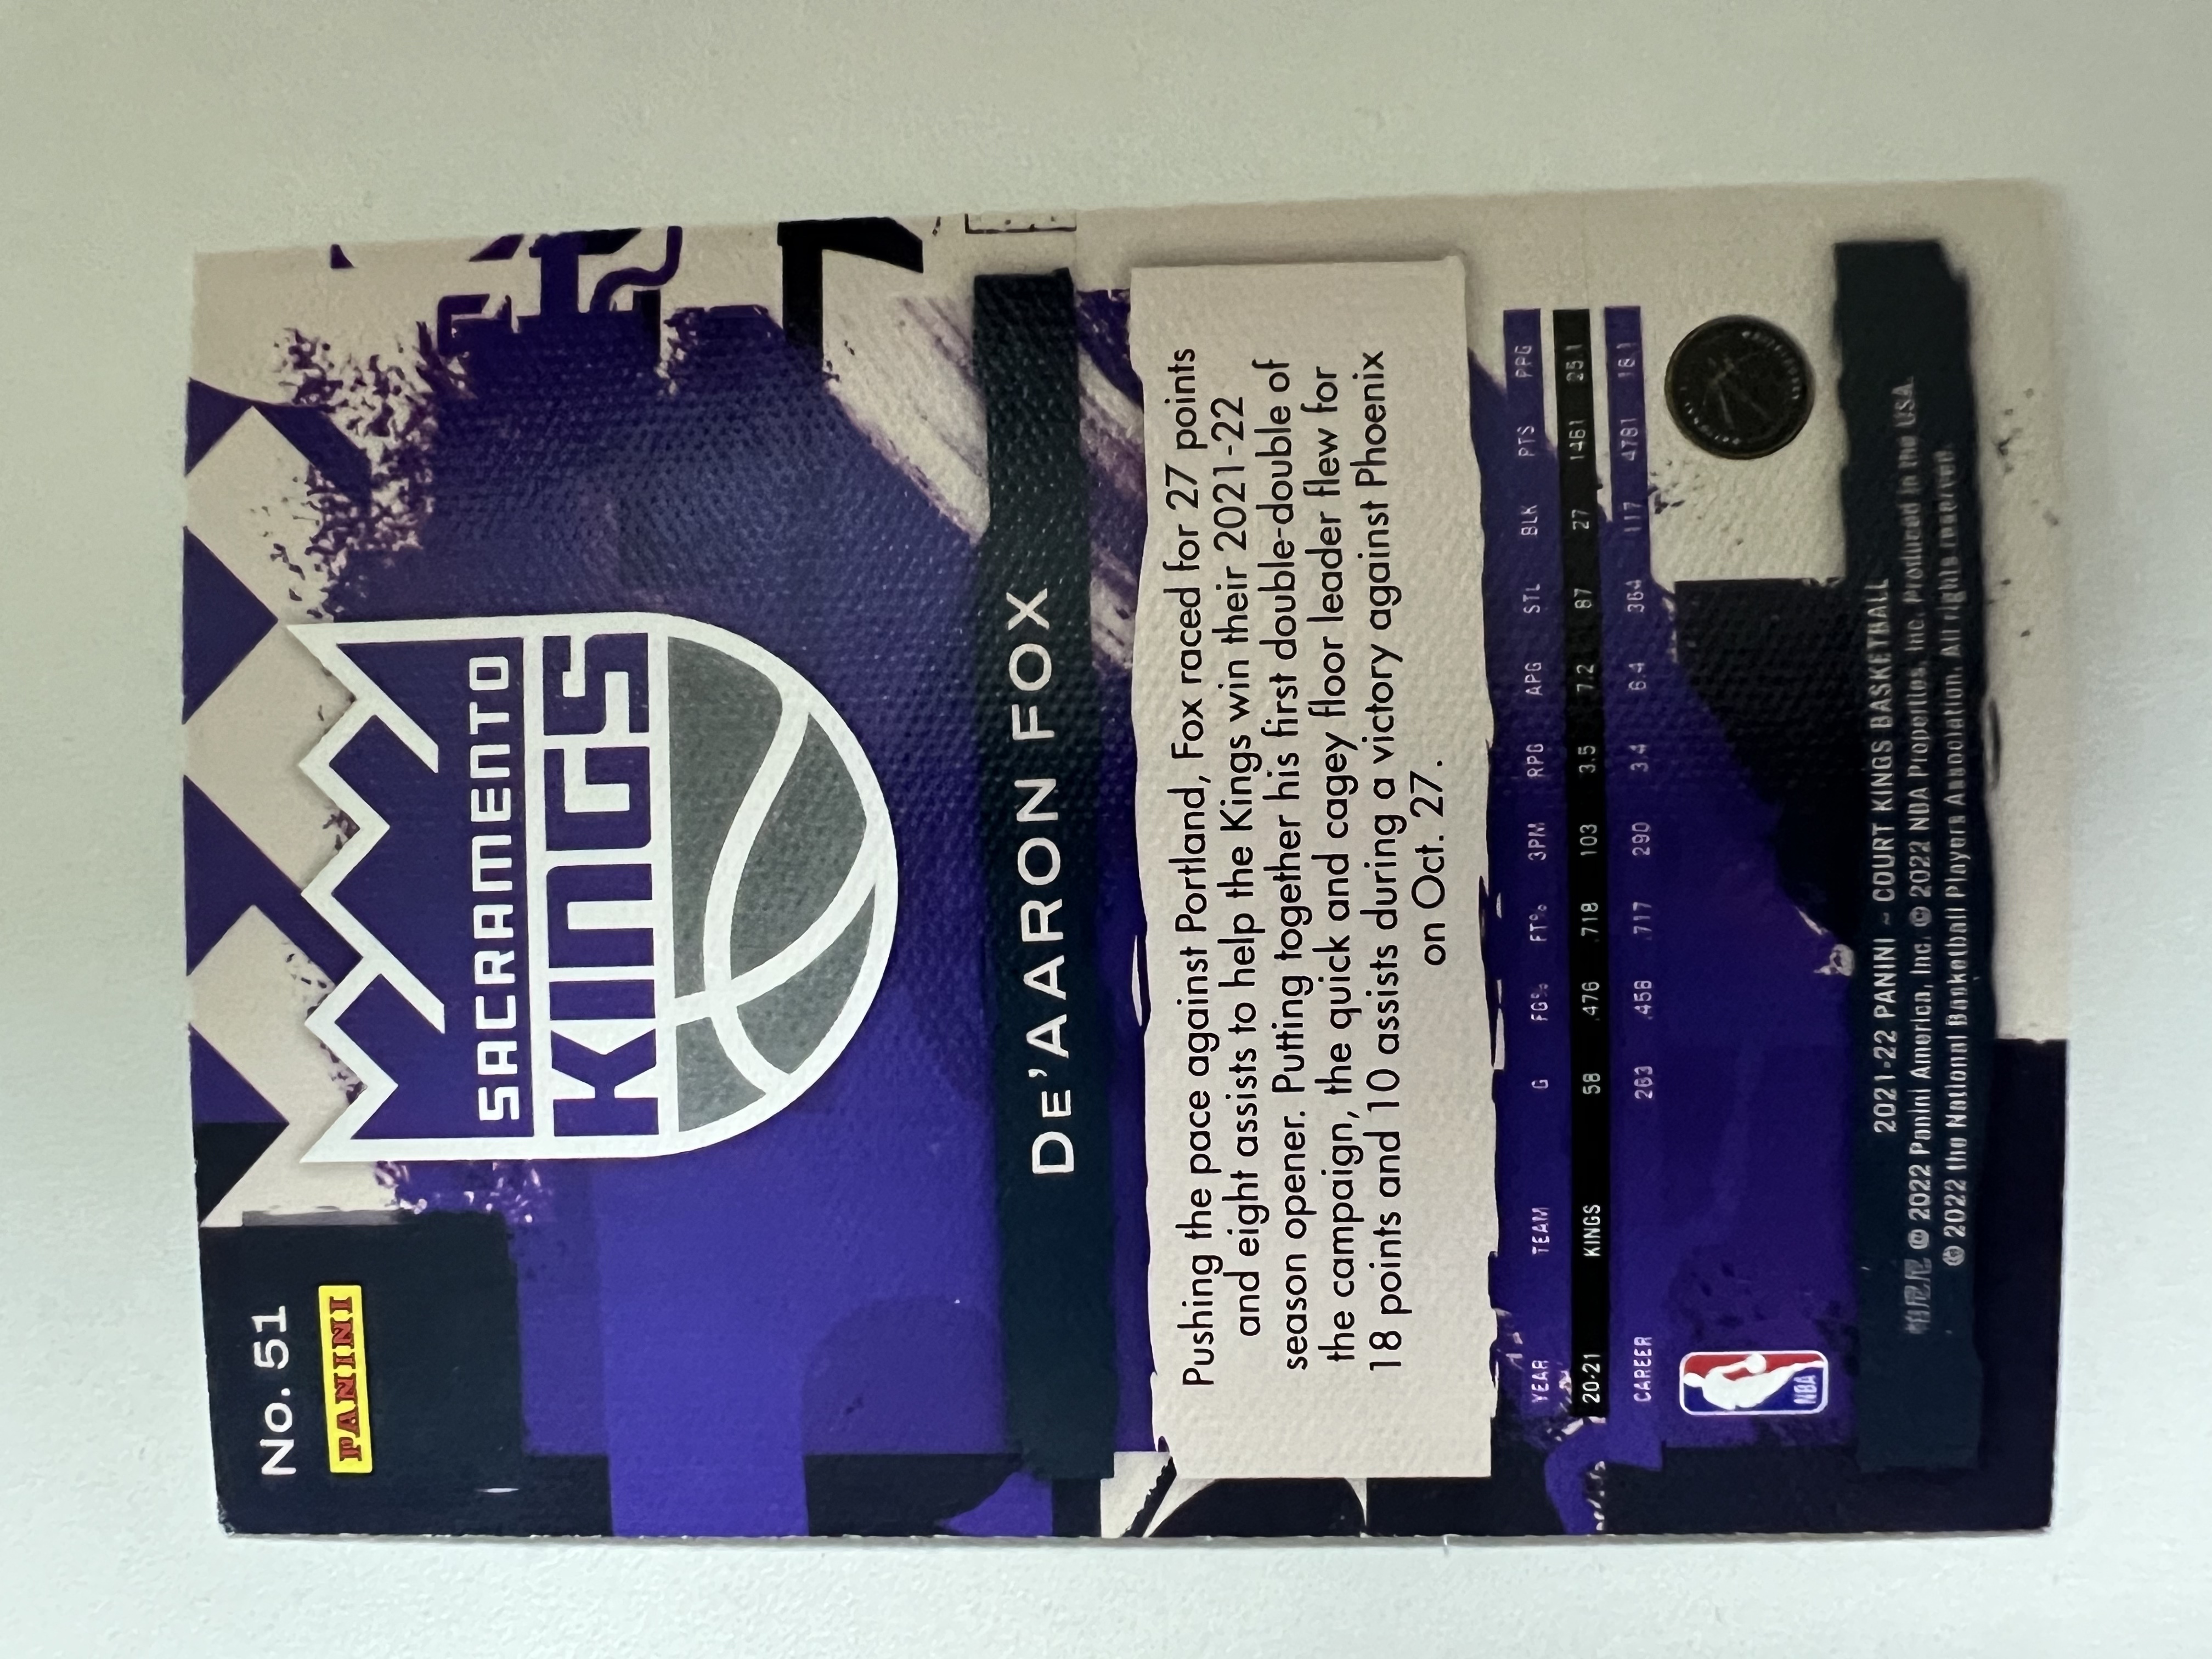 No. 51
PANINI
SACRAMENTO
KINGS
DE'AARON FOX
Pushing the pace against Portland, Fox raced for 27 points
and eight assists to help the Kings win their 2021-22
season opener. Putting together his first double-double of
the campaign, the quick and cagey floor leader flew for
18 points and 10 assists during a victory against Phoenix
on Oct. 27.
YEAR TEAM G FG% FT% 3PM RPG APG STL BLK PTS PPG
20-21 KINGS 58 .476 .718 103 3.5 7.2 87 27 1461 25.1
CAREER 263 .458 .717 290 3.4 6.4 364 117 4781 18.1
NBA
2021-22 PANINI - COURT KINGS BASKETBALL
© 2022 Panini America, Inc. © 2022 NBA Properties, Inc. Produced in the USA.
© 2022 the National Basketball Players Association. All rights reserved.